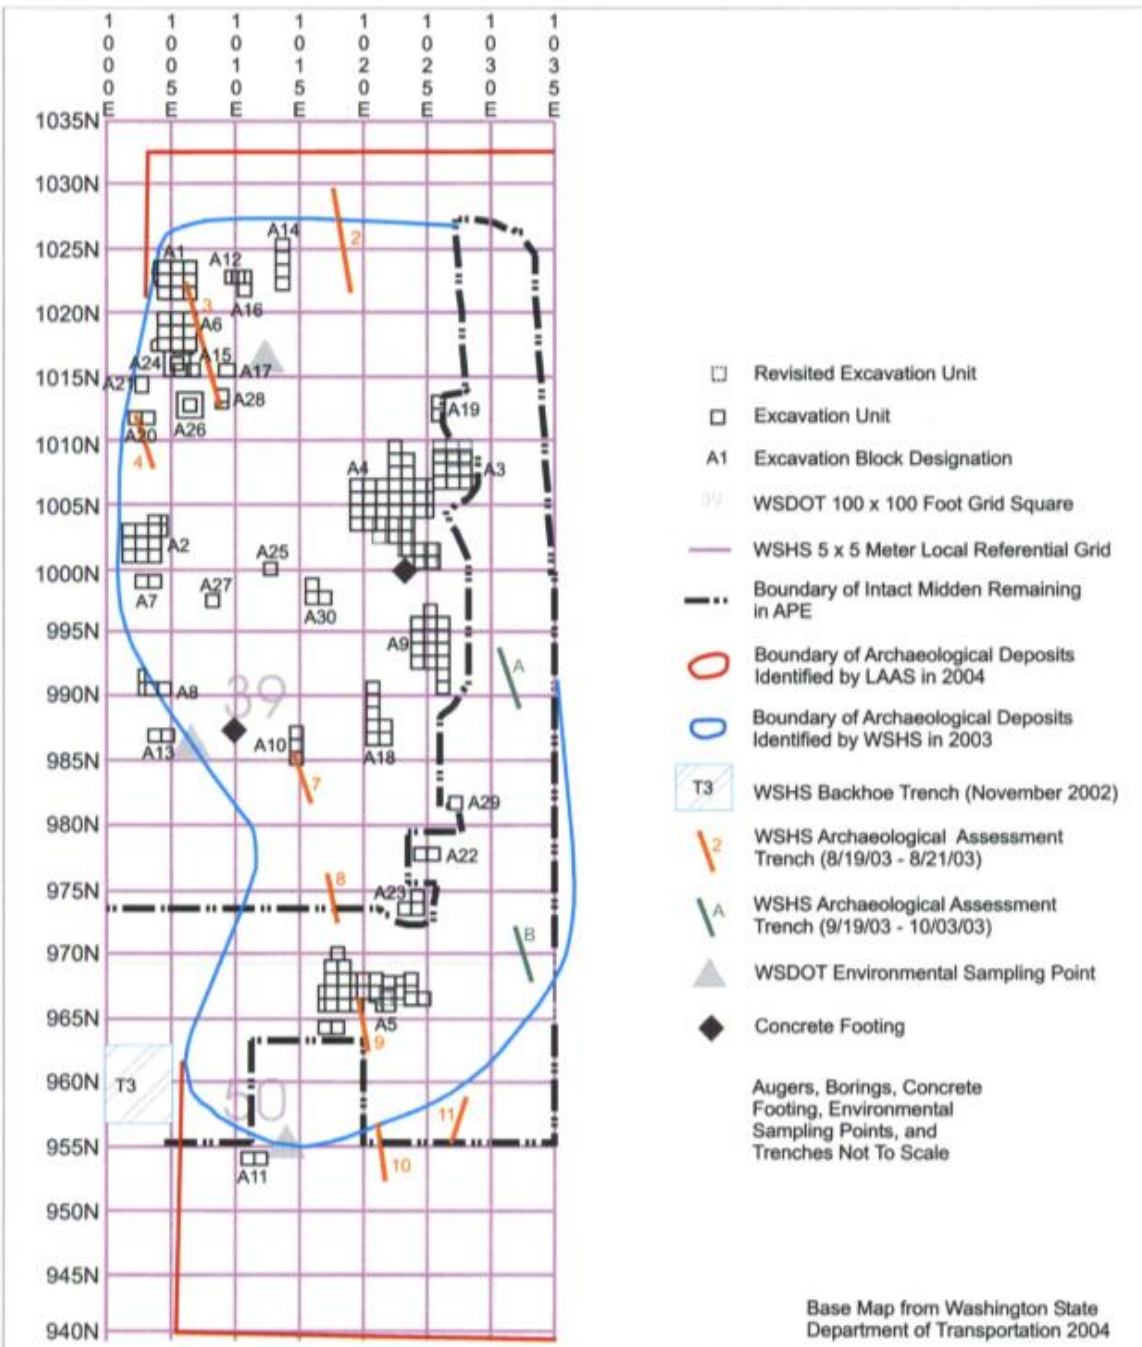 1000E 1005E 1010E 1015E 1020E 1025E 1030E 1035E
1035N
1030N
A14
2
1025N
A1 A12
3 A16
1020N
A6
A24 A15 A17
1015N
A21
A28
A26 A19
A20
1010N
4
A4 A3
1005N
A2
A25
1000N
A7 A27
A30
995N
A9
A
990N
A8 39
A13 A10 A18
985N
7
A29
980N
A22
8
975N
A23
B
970N
965N
A5
9
960N
T3
50
11
955N
A11 10
950N
945N
940N
Revisited Excavation Unit
Excavation Unit
A1 Excavation Block Designation
39 WSDOT 100 x 100 Foot Grid Square
WSHS 5 x 5 Meter Local Referential Grid
Boundary of Intact Midden Remaining
in APE
Boundary of Archaeological Deposits
Identified by LAAS in 2004
Boundary of Archaeological Deposits
Identified by WSHS in 2003
T3 WSHS Backhoe Trench (November 2002)
2 WSHS Archaeological Assessment
Trench (8/19/03 - 8/21/03)
A WSHS Archaeological Assessment
Trench (9/19/03 - 10/03/03)
WSDOT Environmental Sampling Point
Concrete Footing
Augers, Borings, Concrete
Footing, Environmental
Sampling Points, and
Trenches Not To Scale
Base Map from Washington State
Department of Transportation 2004